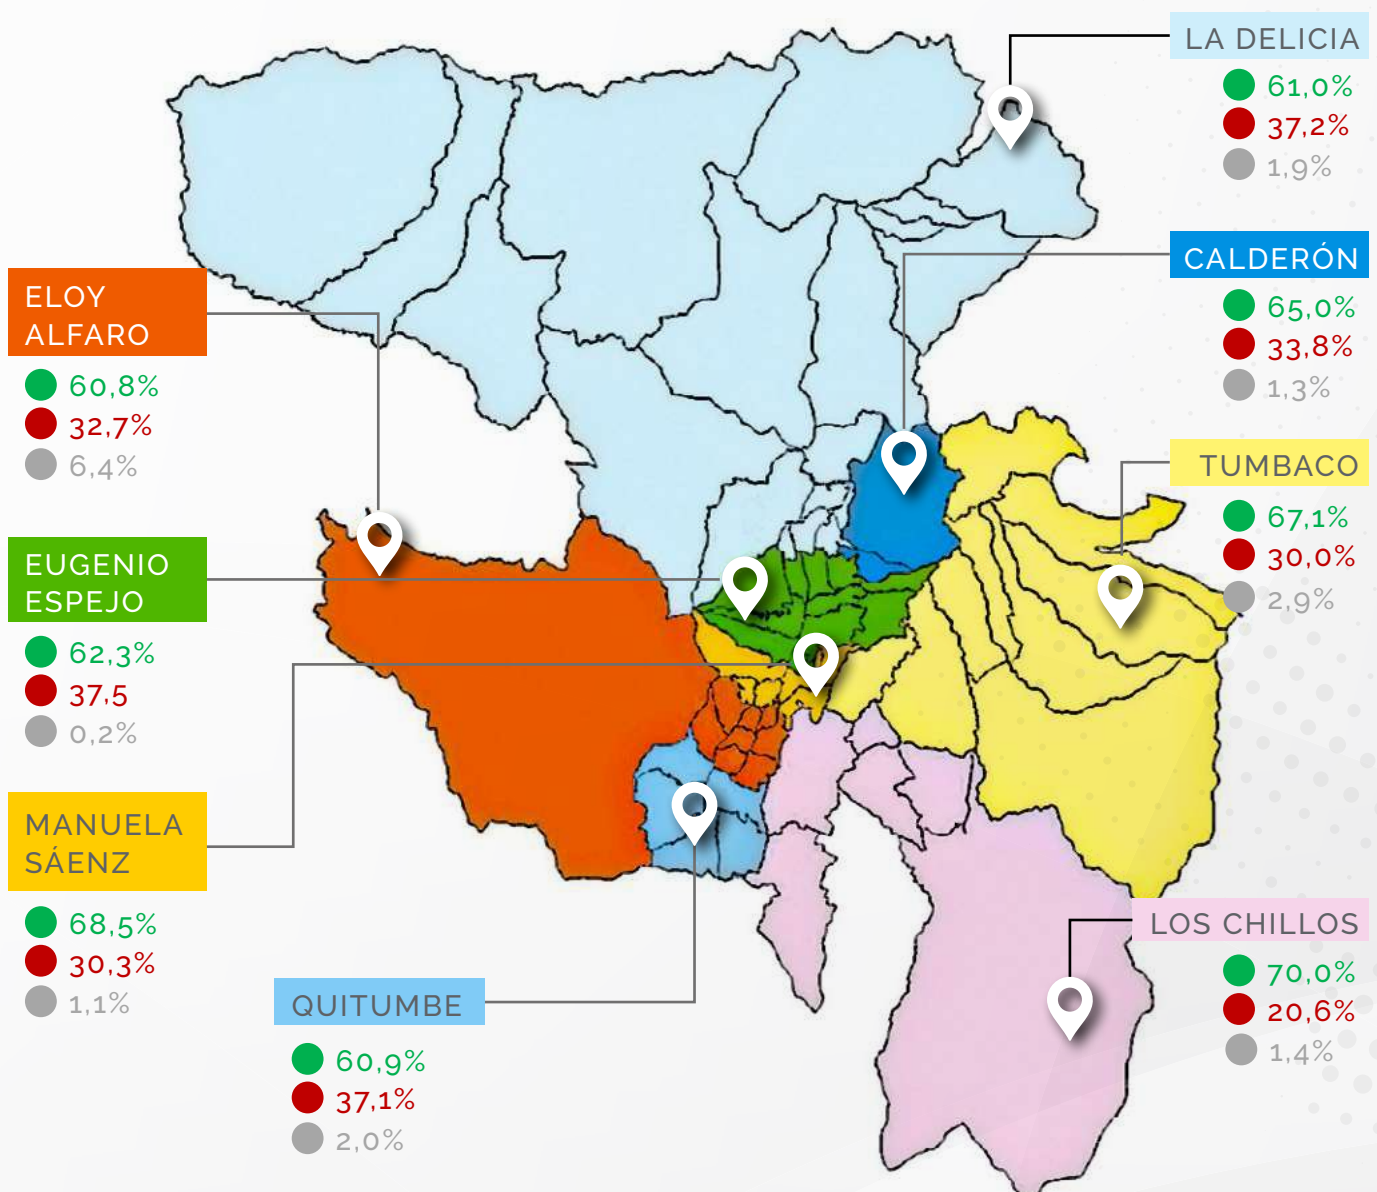 LA DELICIA
61,0%
37,2%
1,9%
CALDERÓN
65,0%
33,8%
1,3%
ELOY
ALFARO
60,8%
32,7%
6,4%
TUMBACO
67,1%
30,0%
2,9%
EUGENIO
ESPEJO
62,3%
37,5
0,2%
MANUELA
SÁENZ
68,5%
30,3%
1,1%
QUITUMBE
60,9%
37,1%
2,0%
LOS CHILLOS
70,0%
20,6%
1,4%